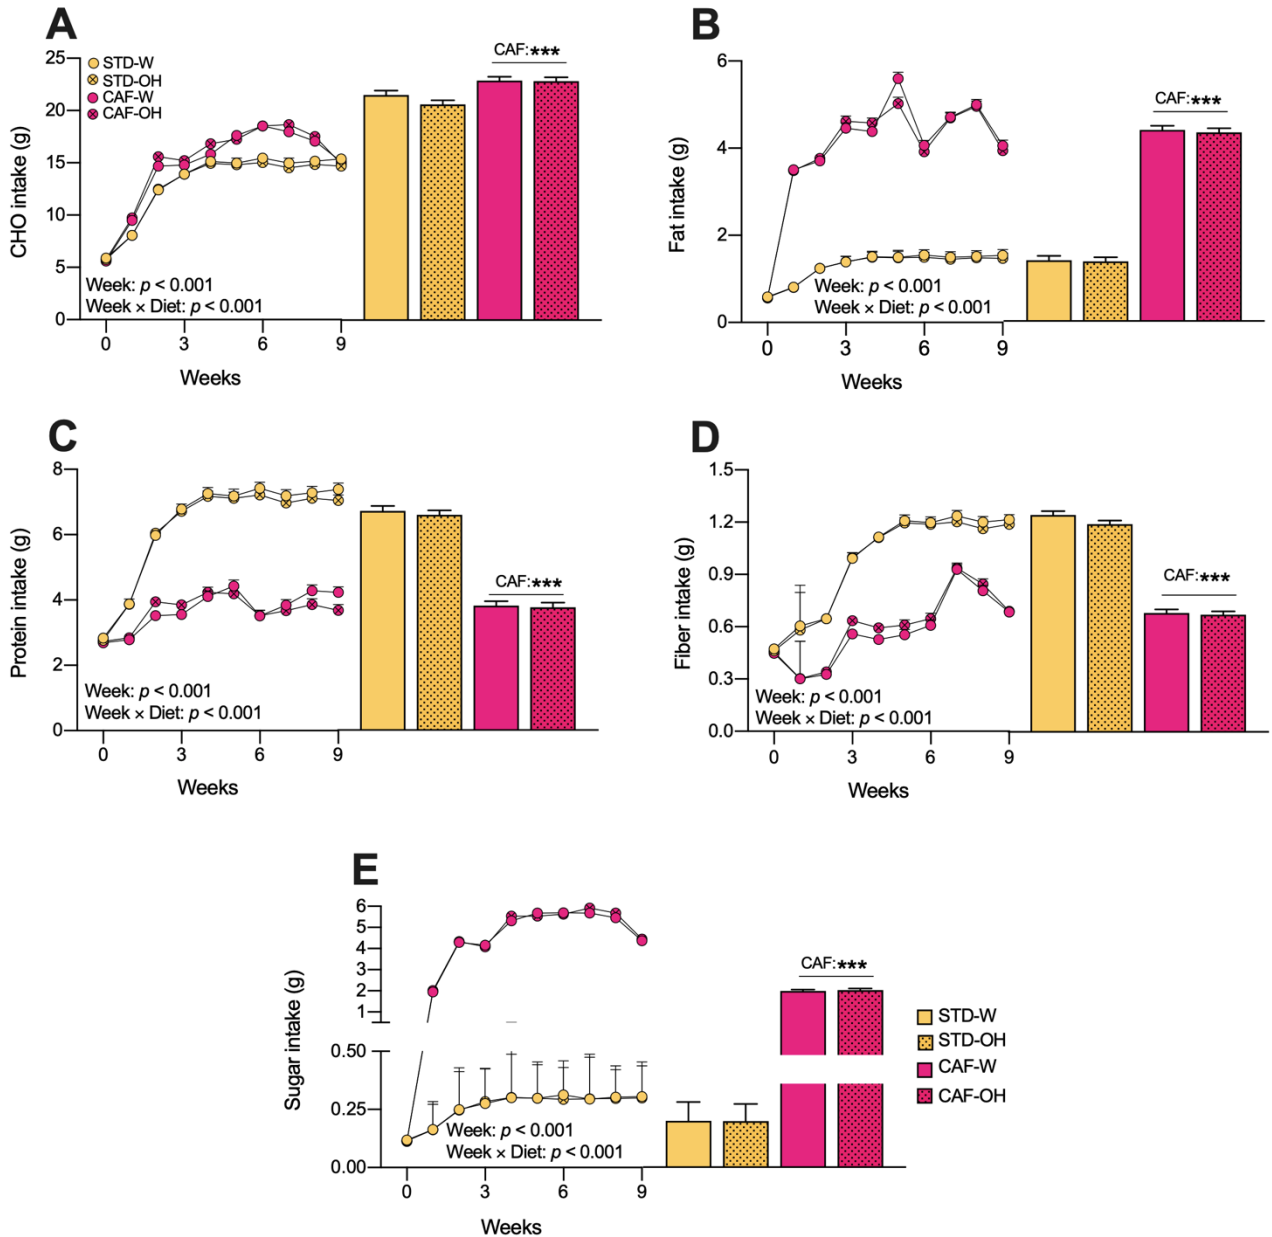 A
CHO intake (g)
25
20
15
10
5
0
STD-W
STD-OH
CAF-W
CAF-OH
CAF:***
Week: p < 0.001
Week × Diet: p < 0.001
0 3 6 9
Weeks
B
Fat intake (g)
6
4
2
0
CAF:***
Week: p < 0.001
Week × Diet: p < 0.001
0 3 6 9
Weeks
C
Protein intake (g)
8
6
4
2
0
CAF:***
Week: p < 0.001
Week × Diet: p < 0.001
0 3 6 9
Weeks
D
Fiber intake (g)
1.5
1.2
0.9
0.6
0.3
0.0
CAF:***
Week: p < 0.001
Week × Diet: p < 0.001
0 3 6 9
Weeks
E
Sugar intake (g)
6
5
4
3
2
1
0.50
0.25
0.00
CAF:***
Week: p < 0.001
Week × Diet: p < 0.001
0 3 6 9
Weeks
STD-W
STD-OH
CAF-W
CAF-OH